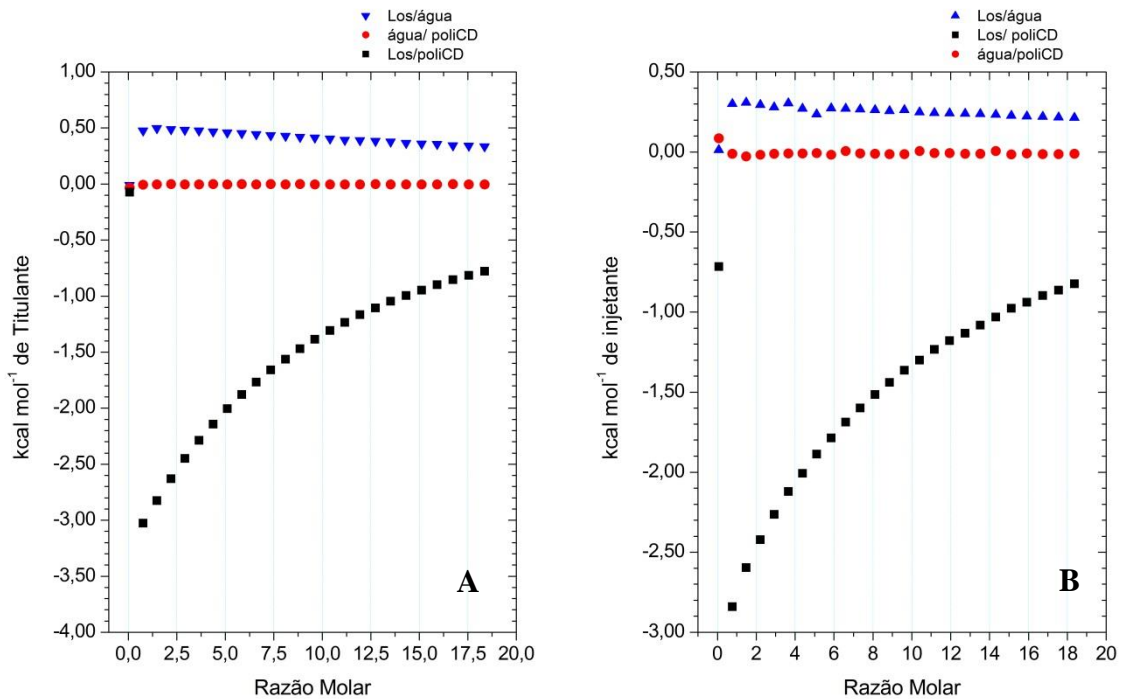 Los/água
água/ poliCD
Los/poliCD
1,00
0,50
0,00
-0,50
-1,00
-1,50
-2,00
-2,50
-3,00
-3,50
-4,00
kcal mol⁻¹ de Titulante
A
0,0 2,5 5,0 7,5 10,0 12,5 15,0 17,5 20,0
Razão Molar
Los/água
Los/ poliCD
água/poliCD
0,50
0,00
-0,50
-1,00
-1,50
-2,00
-2,50
-3,00
kcal mol⁻¹ de injetante
B
0 2 4 6 8 10 12 14 16 18 20
Razão Molar